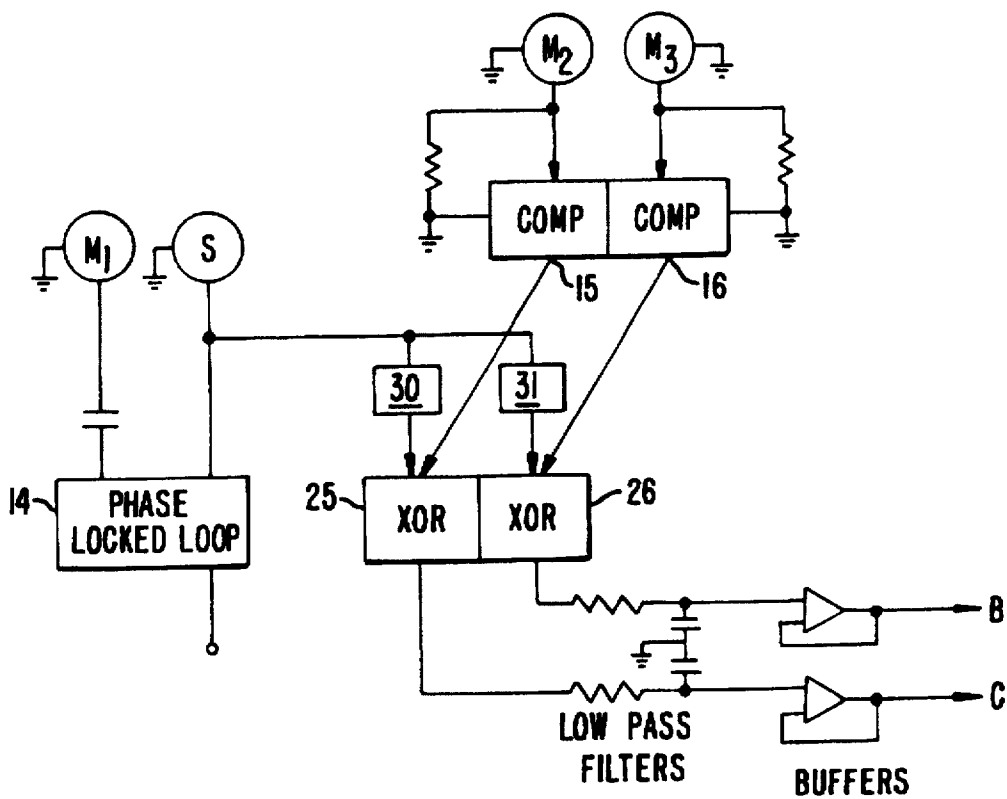 M2 M3
COMP COMP
15 16
M1 S
30 31
14 PHASE LOCKED LOOP
25 XOR XOR 26
B
C
LOW PASS
FILTERS
BUFFERS